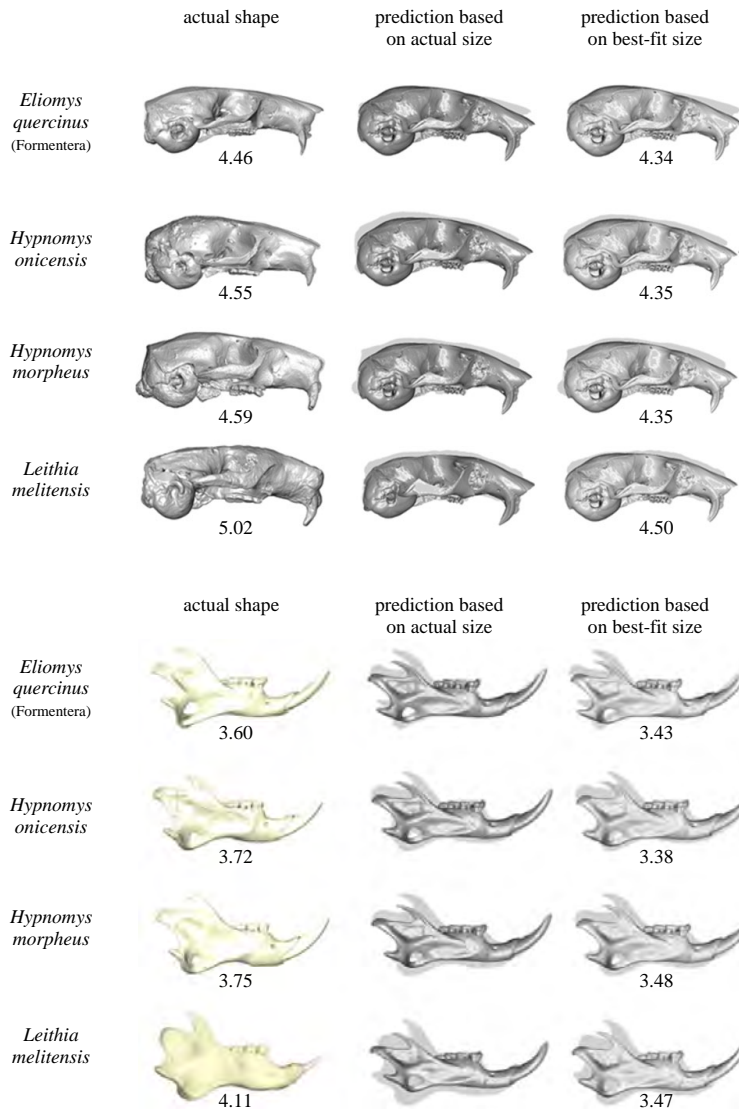 actual shape
prediction based
on actual size
prediction based
on best-fit size
Eliomys
quercinus
(Formentera)
4.46
4.34
Hypnomys
onicensis
4.55
4.35
Hypnomys
morpheus
4.59
4.35
Leithia
melitensis
5.02
4.50
actual shape
prediction based
on actual size
prediction based
on best-fit size
Eliomys
quercinus
(Formentera)
3.60
3.43
Hypnomys
onicensis
3.72
3.38
Hypnomys
morpheus
3.75
3.48
Leithia
melitensis
4.11
3.47